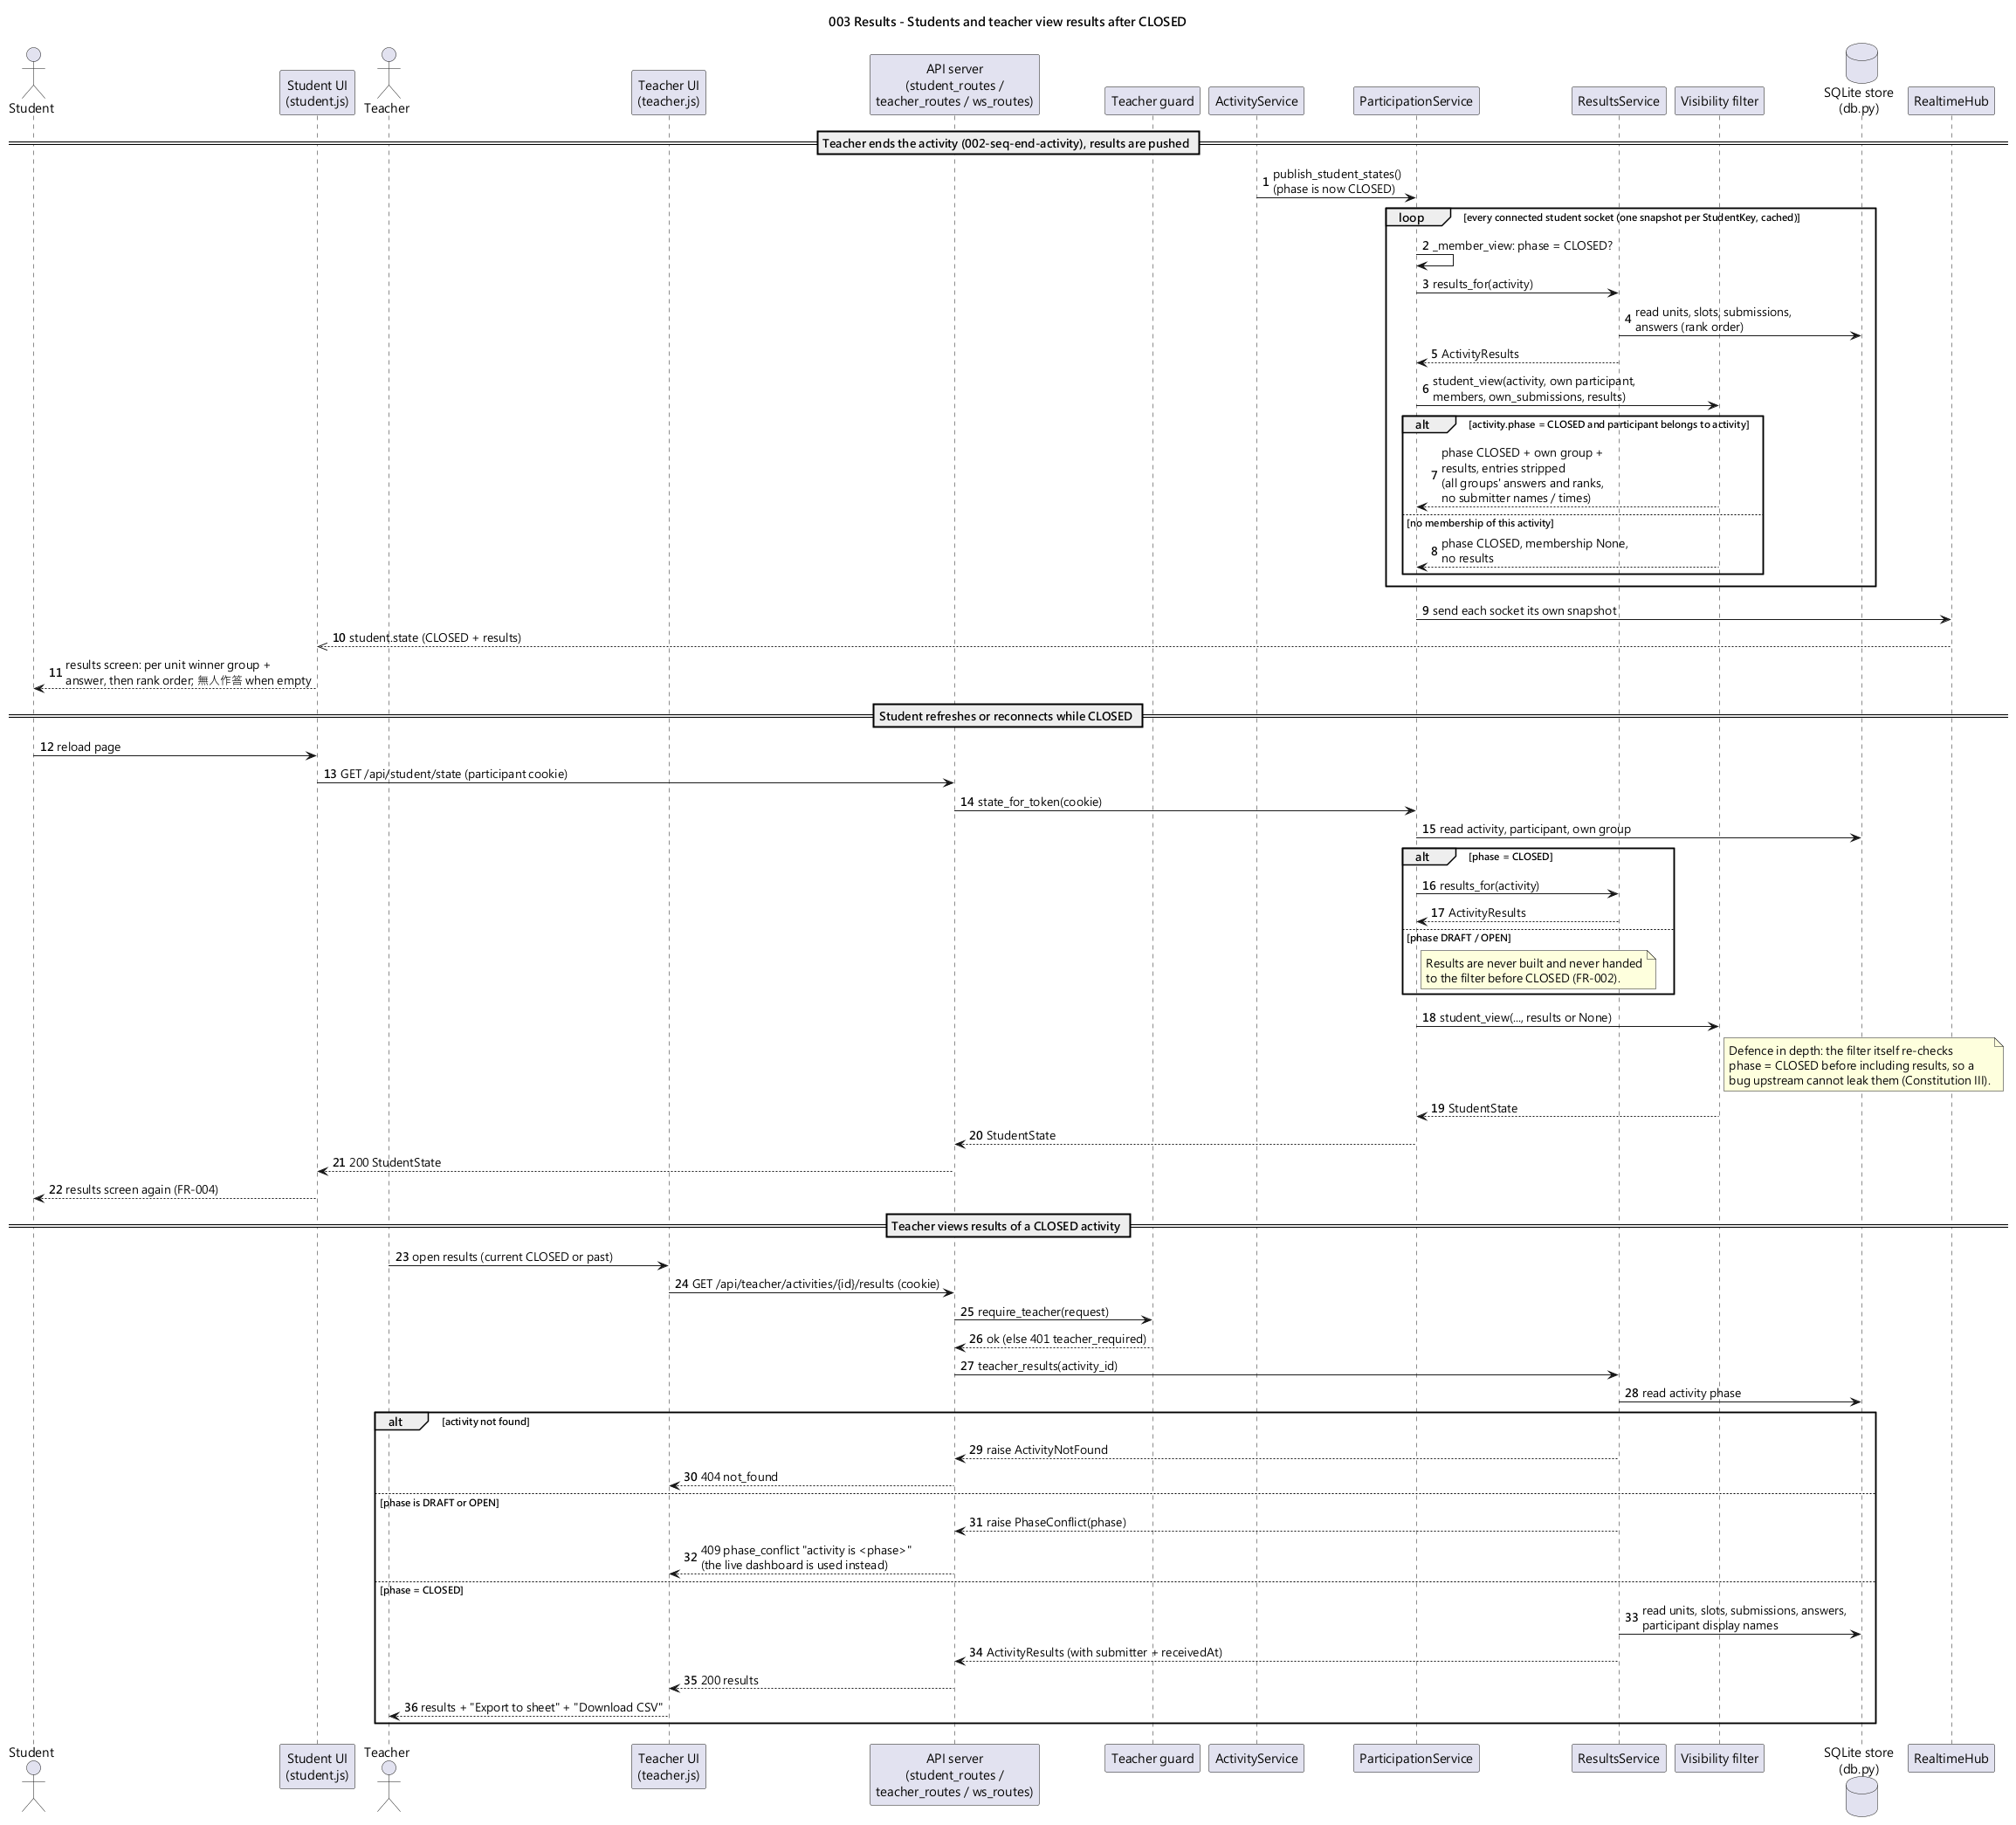 003 Results - Students and teacher view results after CLOSED
Student
Student UI
(student.js)
Teacher
Teacher UI
(teacher.js)
API server
(student_routes /
teacher_routes / ws_routes)
Teacher guard
ActivityService
ParticipationService
ResultsService
Visibility filter
SQLite store
(db.py)
RealtimeHub
Teacher ends the activity (002-seq-end-activity), results are pushed
1 publish_student_states()
(phase is now CLOSED)
loop [every connected student socket (one snapshot per StudentKey, cached)]
2 _member_view: phase = CLOSED?
3 results_for(activity)
4 read units, slots, submissions,
answers (rank order)
5 ActivityResults
6 student_view(activity, own participant,
members, own_submissions, results)
alt [activity.phase = CLOSED and participant belongs to activity]
7 phase CLOSED + own group +
results, entries stripped
(all groups' answers and ranks,
no submitter names / times)
[no membership of this activity]
8 phase CLOSED, membership None,
no results
9 send each socket its own snapshot
10 student.state (CLOSED + results)
11 results screen: per unit winner group +
answer, then rank order; 無人作答 when empty
Student refreshes or reconnects while CLOSED
12 reload page
13 GET /api/student/state (participant cookie)
14 state_for_token(cookie)
15 read activity, participant, own group
alt [phase = CLOSED]
16 results_for(activity)
17 ActivityResults
[phase DRAFT / OPEN]
Results are never built and never handed
to the filter before CLOSED (FR-002).
18 student_view(..., results or None)
Defence in depth: the filter itself re-checks
phase = CLOSED before including results, so a
bug upstream cannot leak them (Constitution III).
19 StudentState
20 StudentState
21 200 StudentState
22 results screen again (FR-004)
Teacher views results of a CLOSED activity
23 open results (current CLOSED or past)
24 GET /api/teacher/activities/{id}/results (cookie)
25 require_teacher(request)
26 ok (else 401 teacher_required)
27 teacher_results(activity_id)
28 read activity phase
alt [activity not found]
29 raise ActivityNotFound
30 404 not_found
[phase is DRAFT or OPEN]
31 raise PhaseConflict(phase)
32 409 phase_conflict "activity is <phase>"
(the live dashboard is used instead)
[phase = CLOSED]
33 read units, slots, submissions, answers,
participant display names
34 ActivityResults (with submitter + receivedAt)
35 200 results
36 results + "Export to sheet" + "Download CSV"
Student
Student UI
(student.js)
Teacher
Teacher UI
(teacher.js)
API server
(student_routes /
teacher_routes / ws_routes)
Teacher guard
ActivityService
ParticipationService
ResultsService
Visibility filter
SQLite store
(db.py)
RealtimeHub